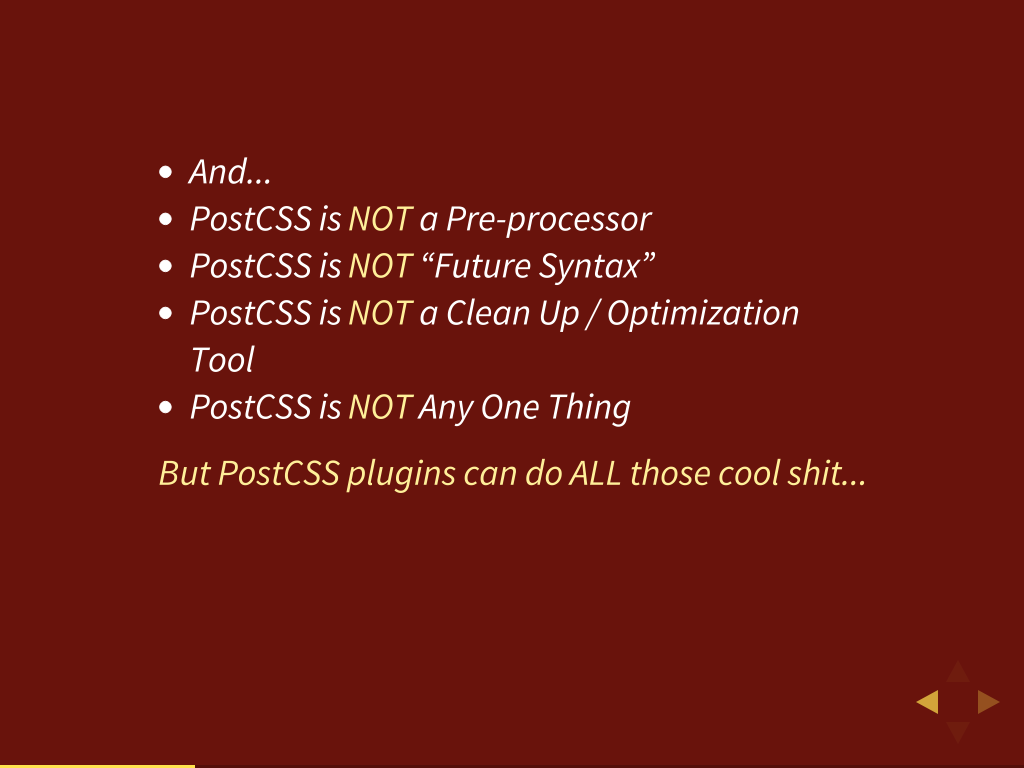 And...
PostCSS is NOT a Pre-processor
PostCSS is NOT “Future Syntax”
PostCSS is NOT a Clean Up / Optimization
Tool
PostCSS is NOT Any One Thing
But PostCSS plugins can do ALL those cool shit...